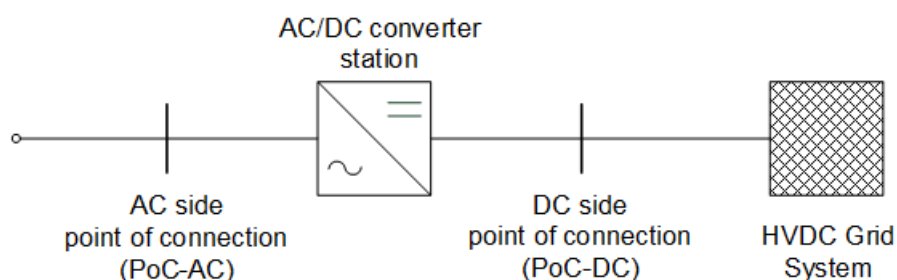 AC/DC converter
station
AC side
point of connection
(PoC-AC)
DC side
point of connection
(PoC-DC)
HVDC Grid
System